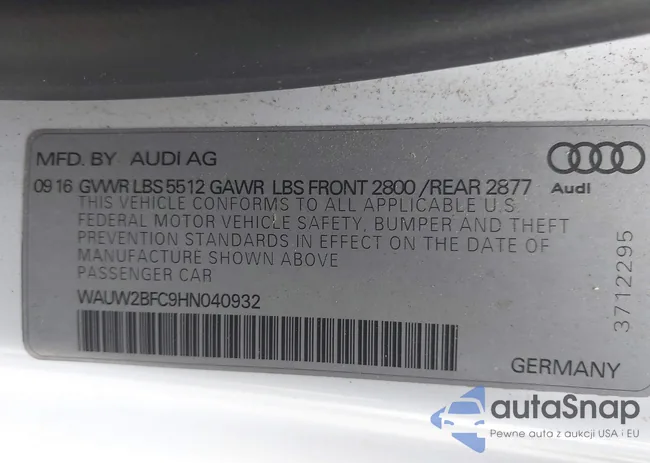 MFD. BY AUDI AG
09 16 GVWR LBS 5512 GAWR LBS FRONT 2800 /REAR 2877
THIS VEHICLE CONFORMS TO ALL APPLICABLE U.S.
FEDERAL MOTOR VEHICLE SAFETY, BUMPER AND THEFT
PREVENTION STANDARDS IN EFFECT ON THE DATE OF
MANUFACTURE SHOWN ABOVE
PASSENGER CAR
WAUW2BFC9HN040932
Audi
3712295
GERMANY
autaSnap
Pewne auta z aukcji USA i EU